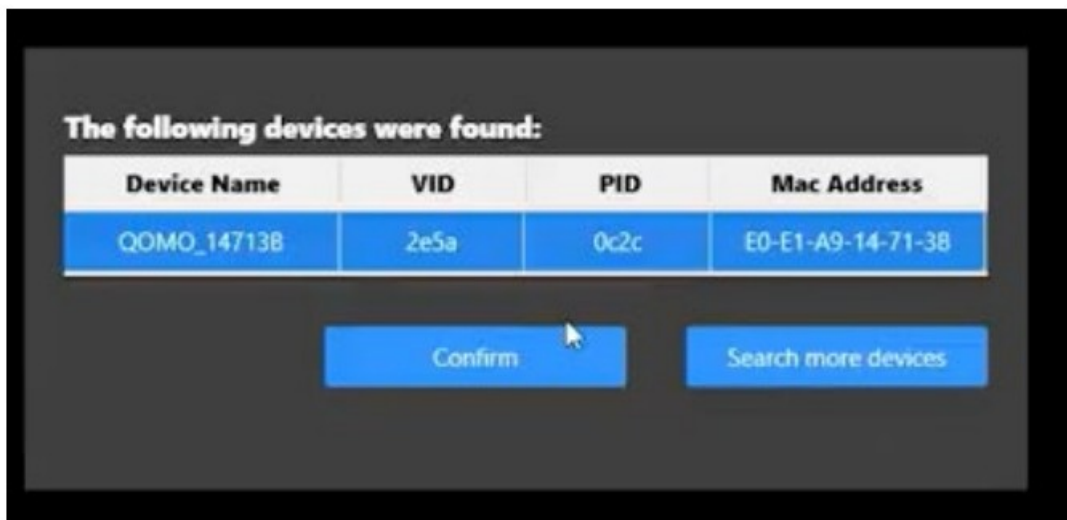 The following devices were found:
Device Name VID PID Mac Address
QOMO_14713B 2e5a 0c2c E0-E1-A9-14-71-3B
Confirm Search more devices